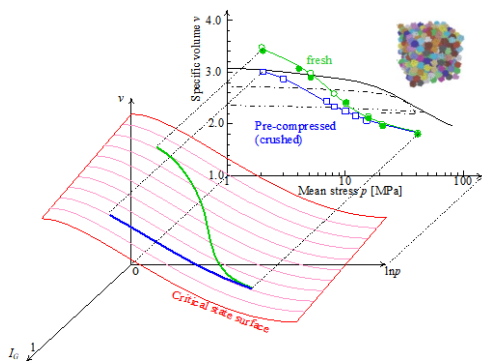 4.0
Specific volume v
fresh
3.0
v
Pre-compressed
(crushed)
2.0
1.0
1
10
100
Mean stress p [MPa]
0
lnp
Critical state surface
1
I_G